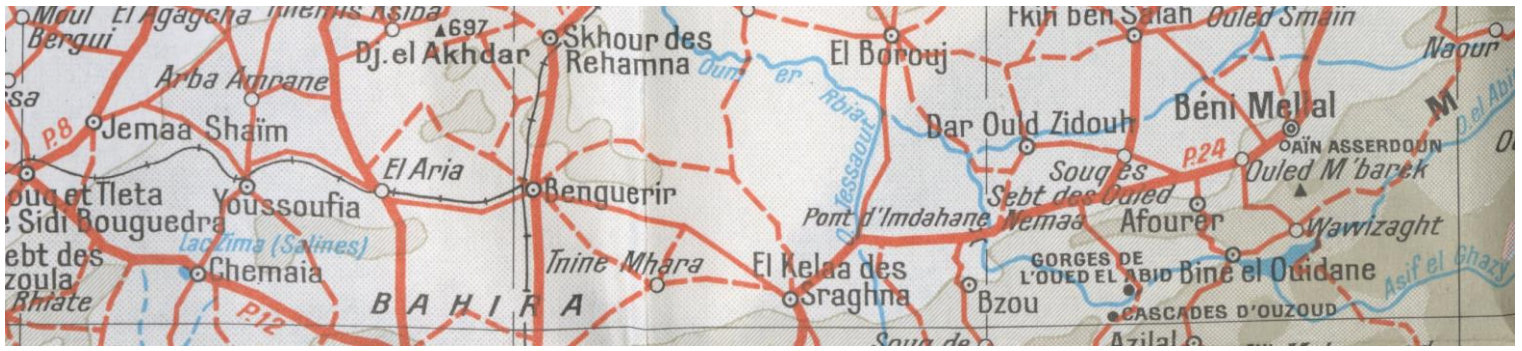 Moul El Agagcha
Bergui
697
Dj. el Akhdar
Skhour des
Rehamna
El Borouj
Fkih ben Salah
Ouled Smaïn
Naour
Arba Amrane
Oum er Rbia
P.8
Jemaa Shaïm
Dar Ould Zidouh
Béni Mellal
M
AÏN ASSERDOUN
P.24
Ouled M'barek
El Aria
Benguerir
O. Tessaout
Souq es
Sebt des Ouled
Nemaa
et Tleta
Sidi Bouguedra
Youssoufia
Pont d'Imdahane
Afourer
Wawizaght
Lac Zima (Salines)
Chemaia
Tnine Mhara
El Kelaa des
Sraghna
Bzou
GORGES DE
L'OUED EL ABID
Bine el Ouidane
Asif el Ghazy
des
zoula
Rhiate
P.12
BAHIRA
CASCADES D'OUZOUD
Azilal